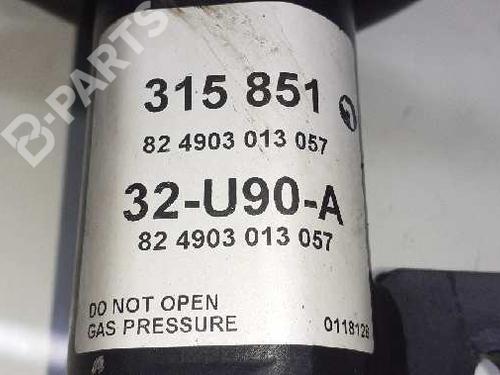 B-PARTS
315 851
82 4903 013 057
32-U90-A
82 4903 013 057
DO NOT OPEN
GAS PRESSURE
0118128